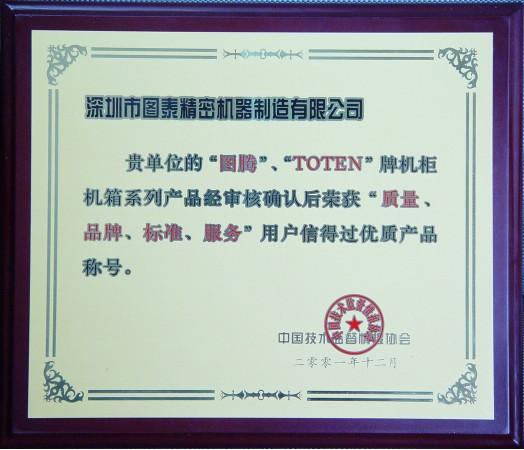 深圳市图泰精密机器制造有限公司
贵单位的“图腾”、“TOTEN”牌机柜
机箱系列产品经审核确认后荣获“质量、
品牌、标准、服务”用户信得过优质产品
称号。
中国技术监督情报协会
二零零一年十二月